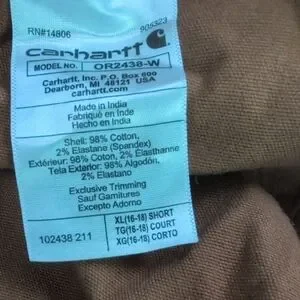 RN#14806
905323
carhartt
MODEL NO. OR2438-W
Carhartt, Inc. P.O. Box 600
Dearborn, MI 48121 USA
carhartt.com
Made in India
Fabriqué en Inde
Hecho en India
Shell: 98% Cotton,
2% Elastane (Spandex)
Extérieur: 98% Coton, 2% Élasthanne
Tela Exterior: 98% Algodón,
2% Elastano
Exclusive Trimming
Sauf Garnitures
Excepto Adorno
102438 211
XL(16-18) SHORT
TG(16-18) COURT
XG(16-18) CORTO